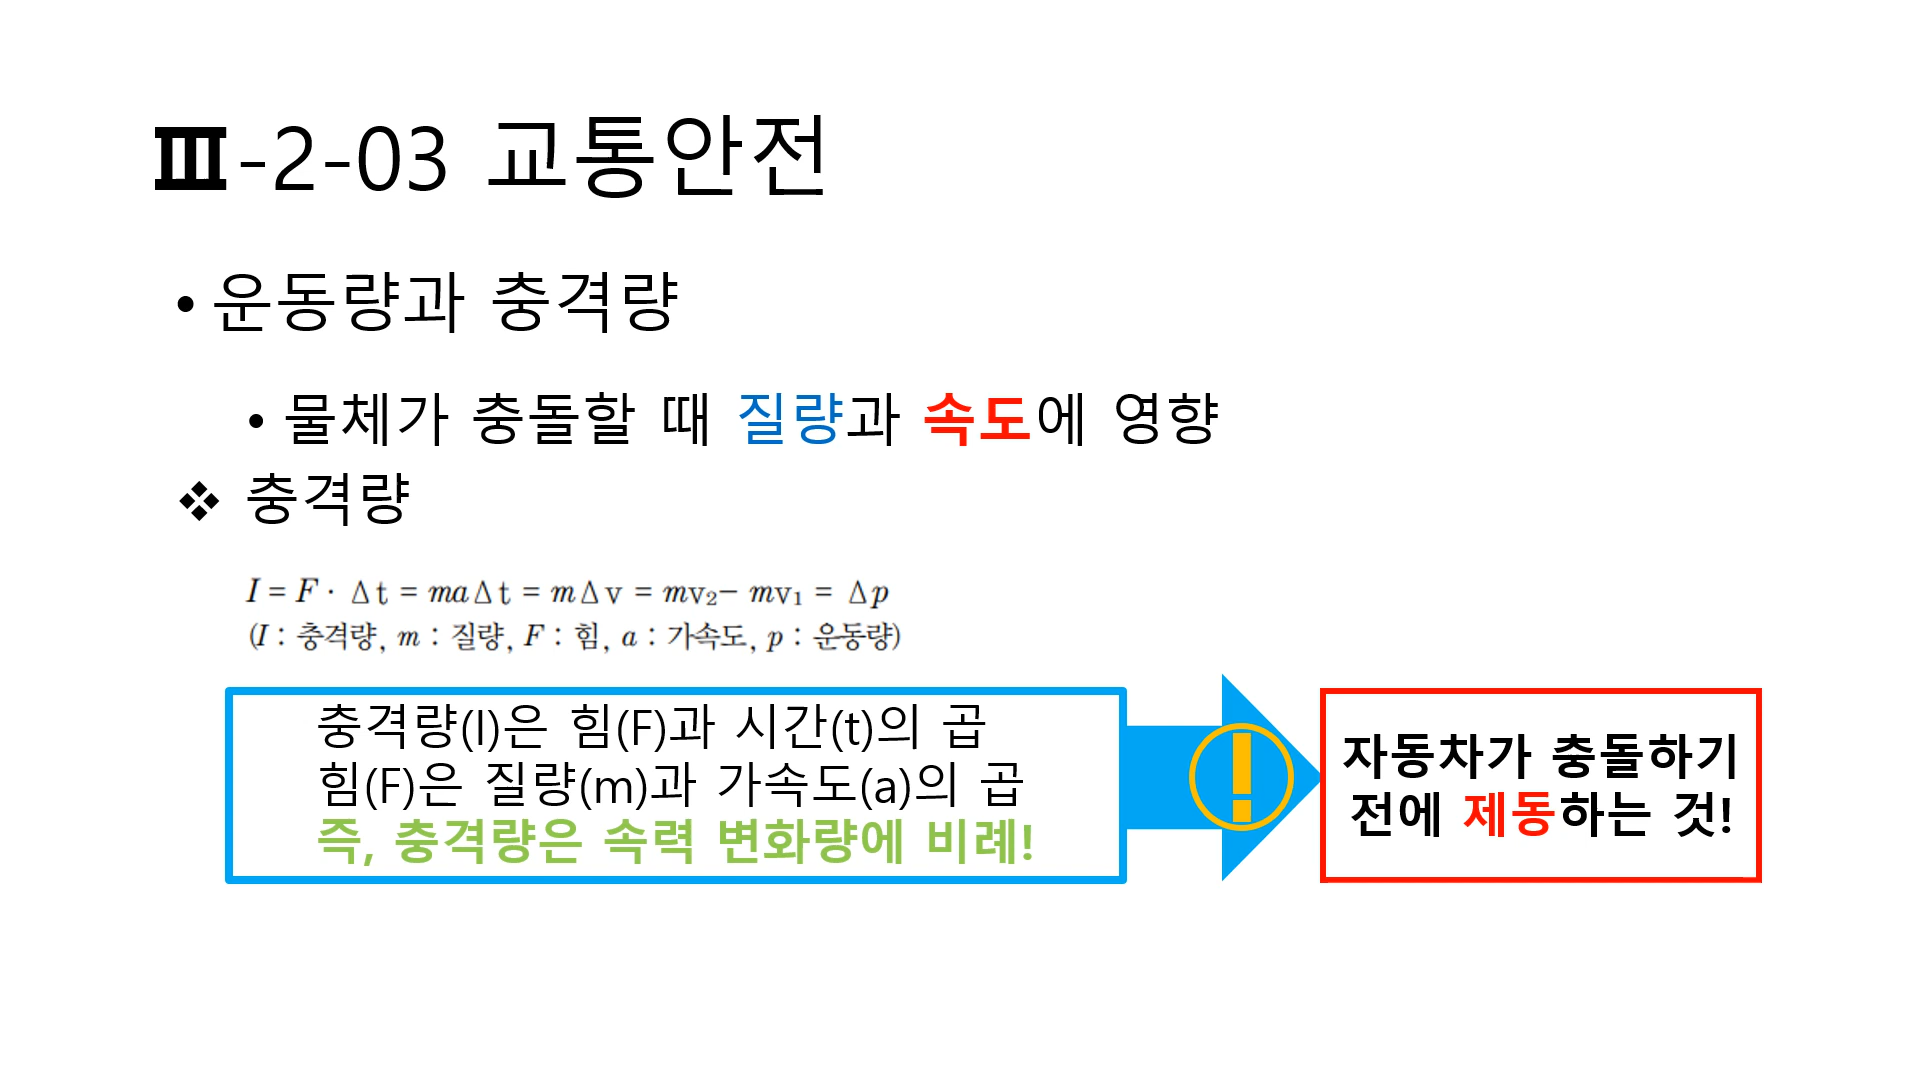 Ⅲ-2-03 교통안전
• 운동량과 충격량
• 물체가 충돌할 때 질량과 속도에 영향
❖ 충격량
I = F · Δt = maΔt = mΔv = mv₂− mv₁ = Δp
(I : 충격량, m : 질량, F : 힘, a : 가속도, p : 운동량)
충격량(I)은 힘(F)과 시간(t)의 곱
힘(F)은 질량(m)과 가속도(a)의 곱
즉, 충격량은 속력 변화량에 비례!
!
자동차가 충돌하기
전에 제동하는 것!